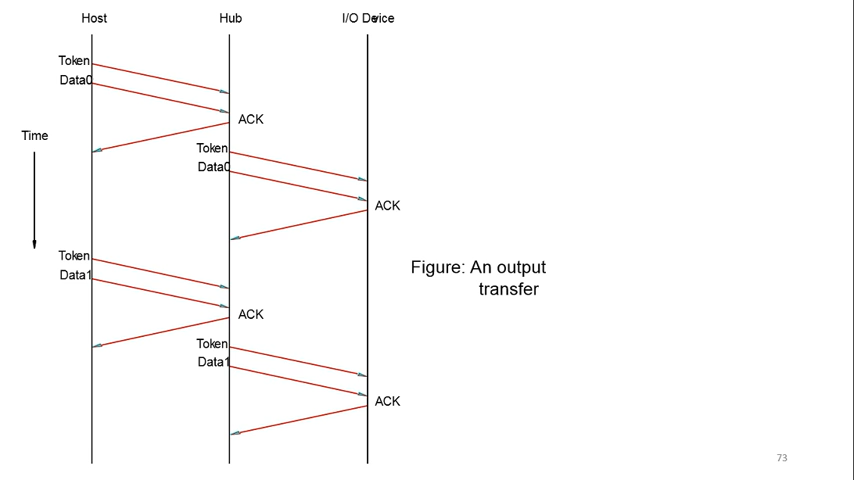 Host Hub I/O Device
Token
Data0
ACK
Time
Token
Data0
ACK
Token
Data1
Figure: An output
transfer
ACK
Token
Data1
ACK
73